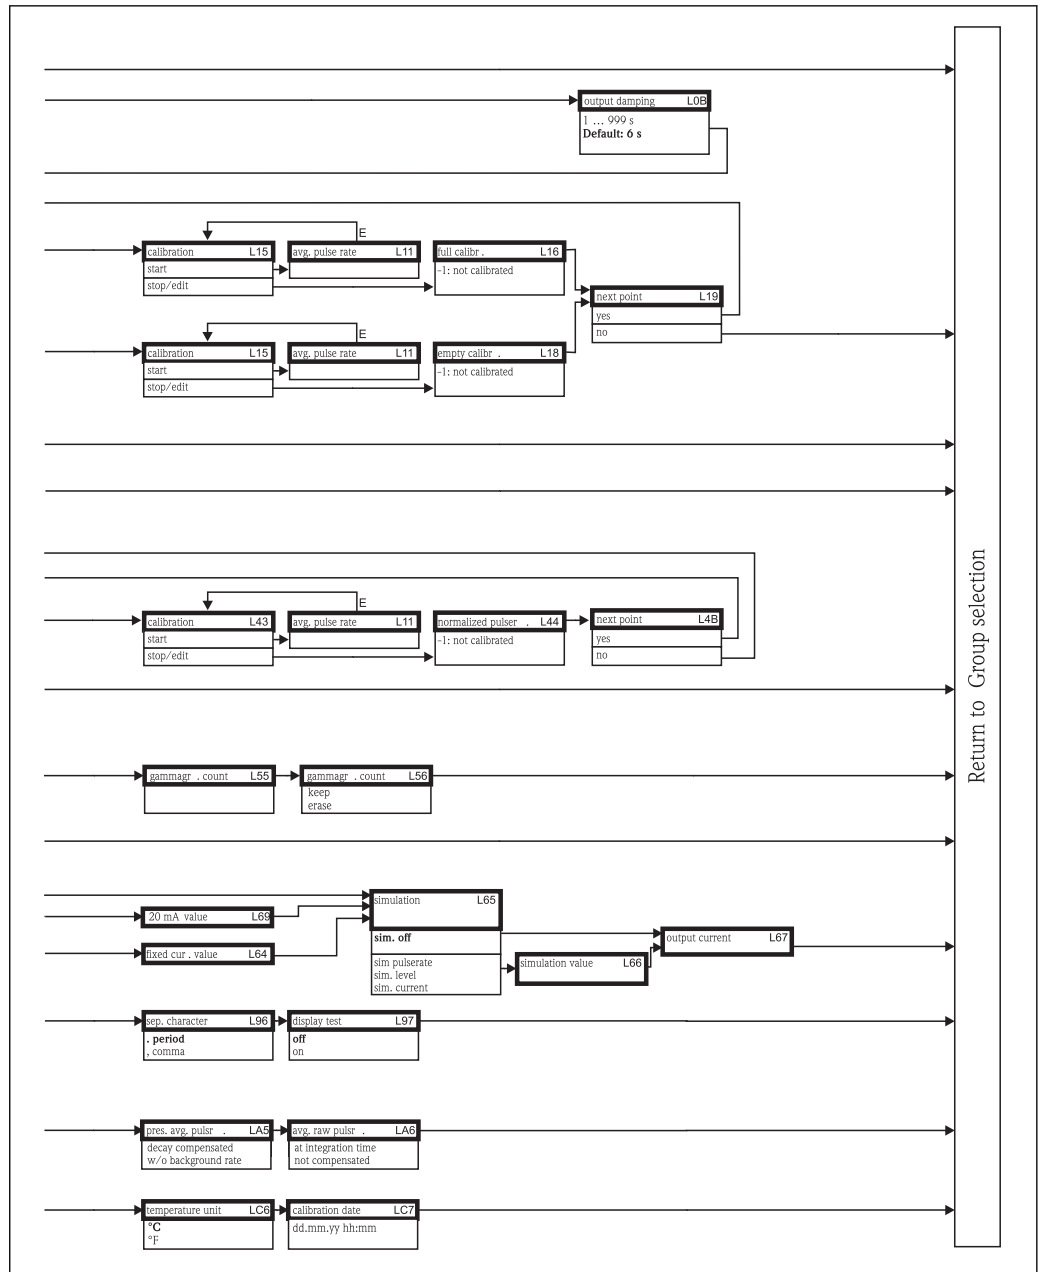 output damping L0B
1 … 999 s
Default: 6 s
E
calibration L15
avg. pulse rate L11
full calibr . L16
start
-1: not calibrated
stop/edit
next point L19
yes
no
E
calibration L15
avg. pulse rate L11
empty calibr . L18
start
-1: not calibrated
stop/edit
Return to Group selection
E
calibration L43
avg. pulse rate L11
normalized pulser . L44
next point L4B
start
-1: not calibrated
yes
stop/edit
no
gammagr . count L55
gammagr . count L56
keep
erase
simulation L65
20 mA value L69
sim. off
output current L67
fixed cur . value L64
sim pulserate
sim. level
sim. current
simulation value L66
sep. character L96
display test L97
. period
, comma
off
on
pres. avg. pulsr . LA5
avg. raw pulsr . LA6
decay compensated
w/o background rate
at integration time
not compensated
temperature unit LC6
calibration date LC7
°C
°F
dd.mm.yy hh:mm